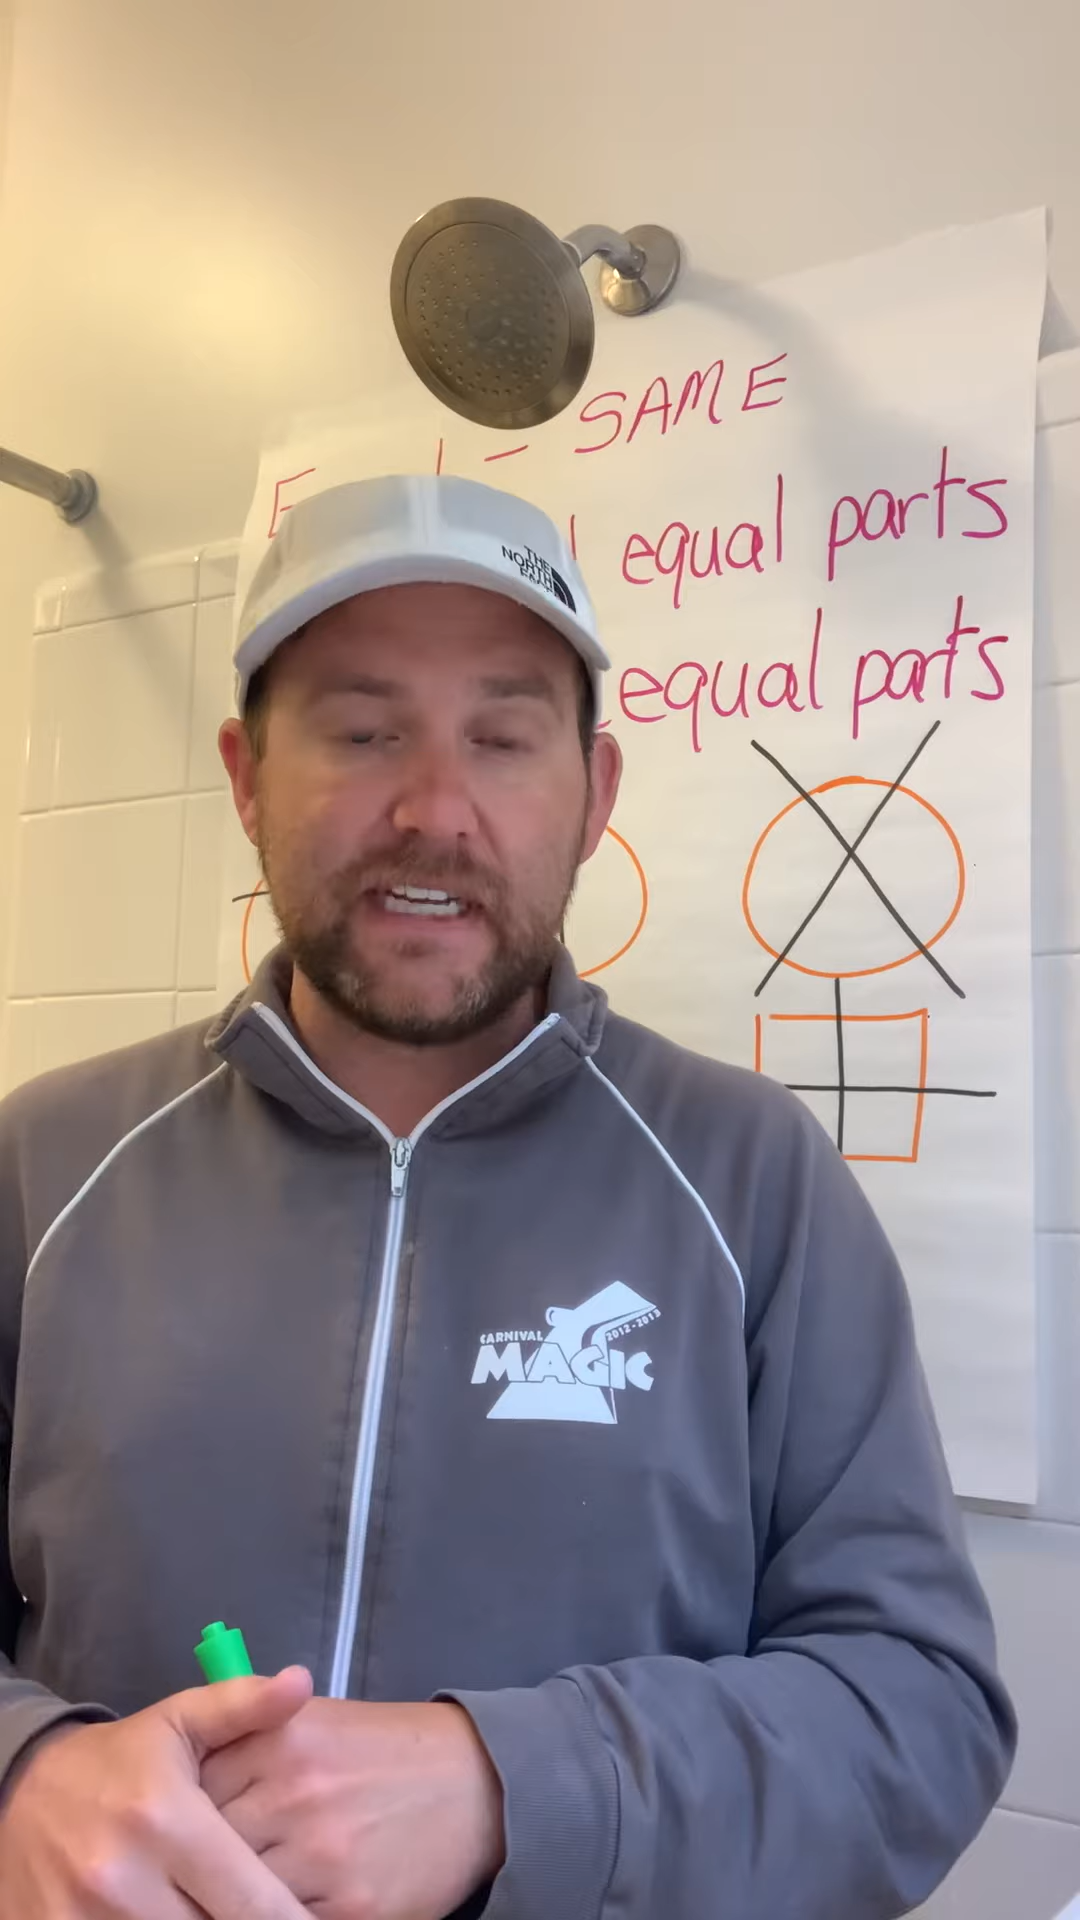 - SAME
equal parts
equal parts
THE
NORTH
FACE
CARNIVAL
2012-2013
MAGIC